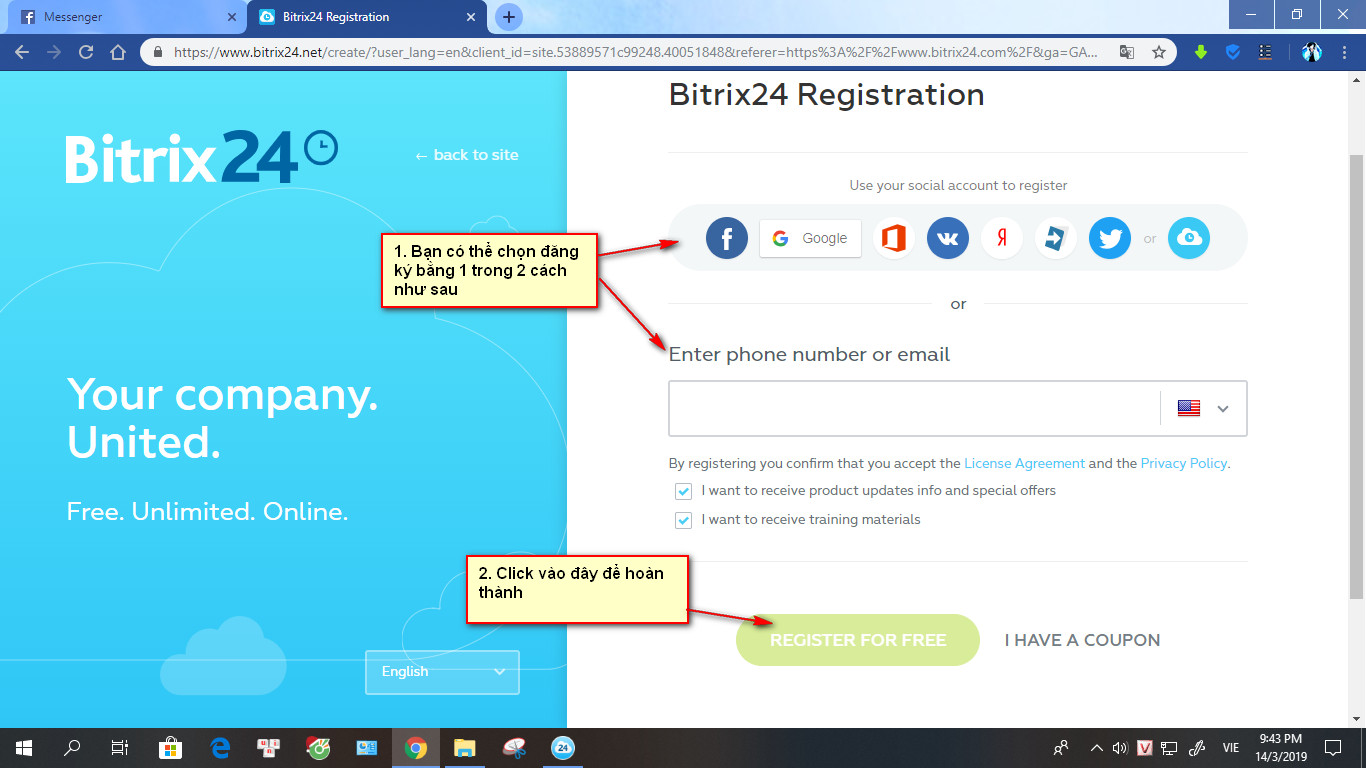 Messenger
Bitrix24 Registration
https://www.bitrix24.net/create/?user_lang=en&client_id=site.53889571c99248.40051848&referer=https%3A%2F%2Fwww.bitrix24.com%2F&ga=GA...
Bitrix24
← back to site
Your company.
United.
Free. Unlimited. Online.
English
Bitrix24 Registration
Use your social account to register
Google
or
or
1. Bạn có thể chọn đăng
ký bằng 1 trong 2 cách
như sau
Enter phone number or email
By registering you confirm that you accept the License Agreement and the Privacy Policy.
I want to receive product updates info and special offers
I want to receive training materials
2. Click vào đây để hoàn
thành
REGISTER FOR FREE
I HAVE A COUPON
24
VIE
9:43 PM
14/3/2019